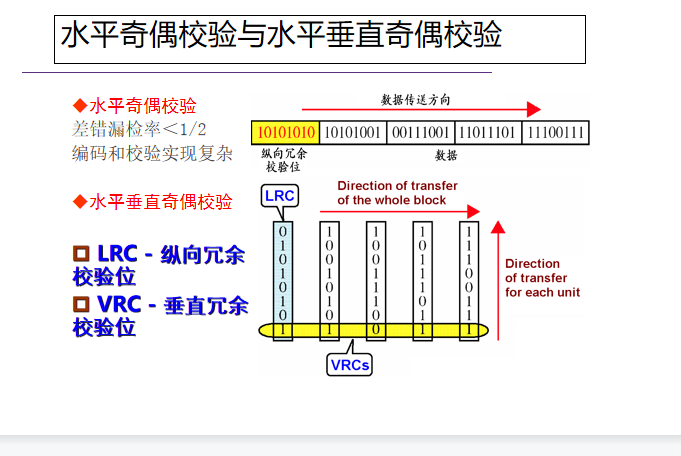 水平奇偶校验与水平垂直奇偶校验
◆水平奇偶校验
差错漏检率＜1/2
编码和校验实现复杂
数据传送方向
10101010 10101001 00111001 11011101 11100111
纵向冗余
校验位
数据
◆水平垂直奇偶校验
LRC - 纵向冗余
校验位
VRC - 垂直冗余
校验位
LRC
Direction of transfer
of the whole block
0 1 1 1 1
1 0 0 0 1
0 0 0 1 1
1 1 1 1 0
0 0 1 1 0
1 1 1 0 1
0 0 0 1 1
1 1 0 1 1
Direction
of transfer
for each unit
VRCs